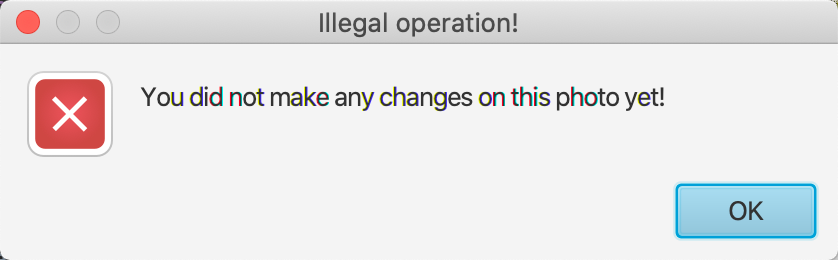 Illegal operation!
You did not make any changes on this photo yet!
OK